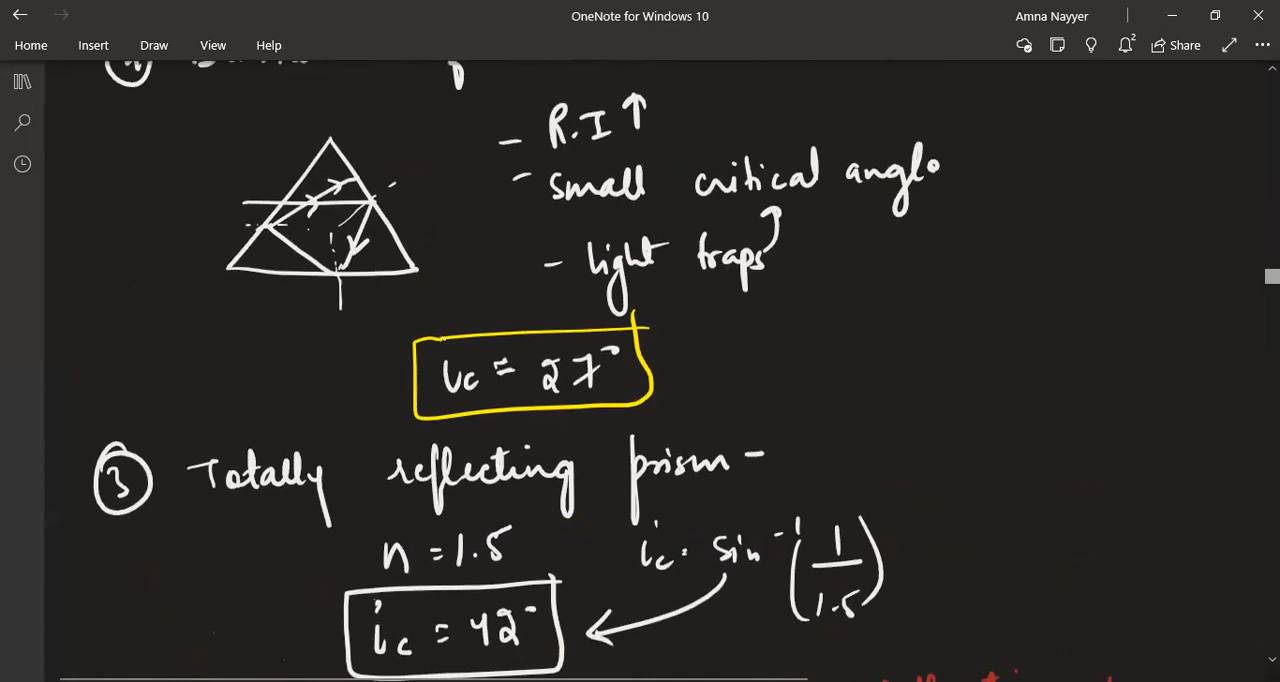 OneNote for Windows 10
Amna Nayyer
Home Insert Draw View Help
2 Share
- R.I ↑
- small critical angle
- light traps
ic = 27°
③ Totally reflecting prism -
n = 1.5 ic = sin⁻¹ (1/1.5)
ic = 42°